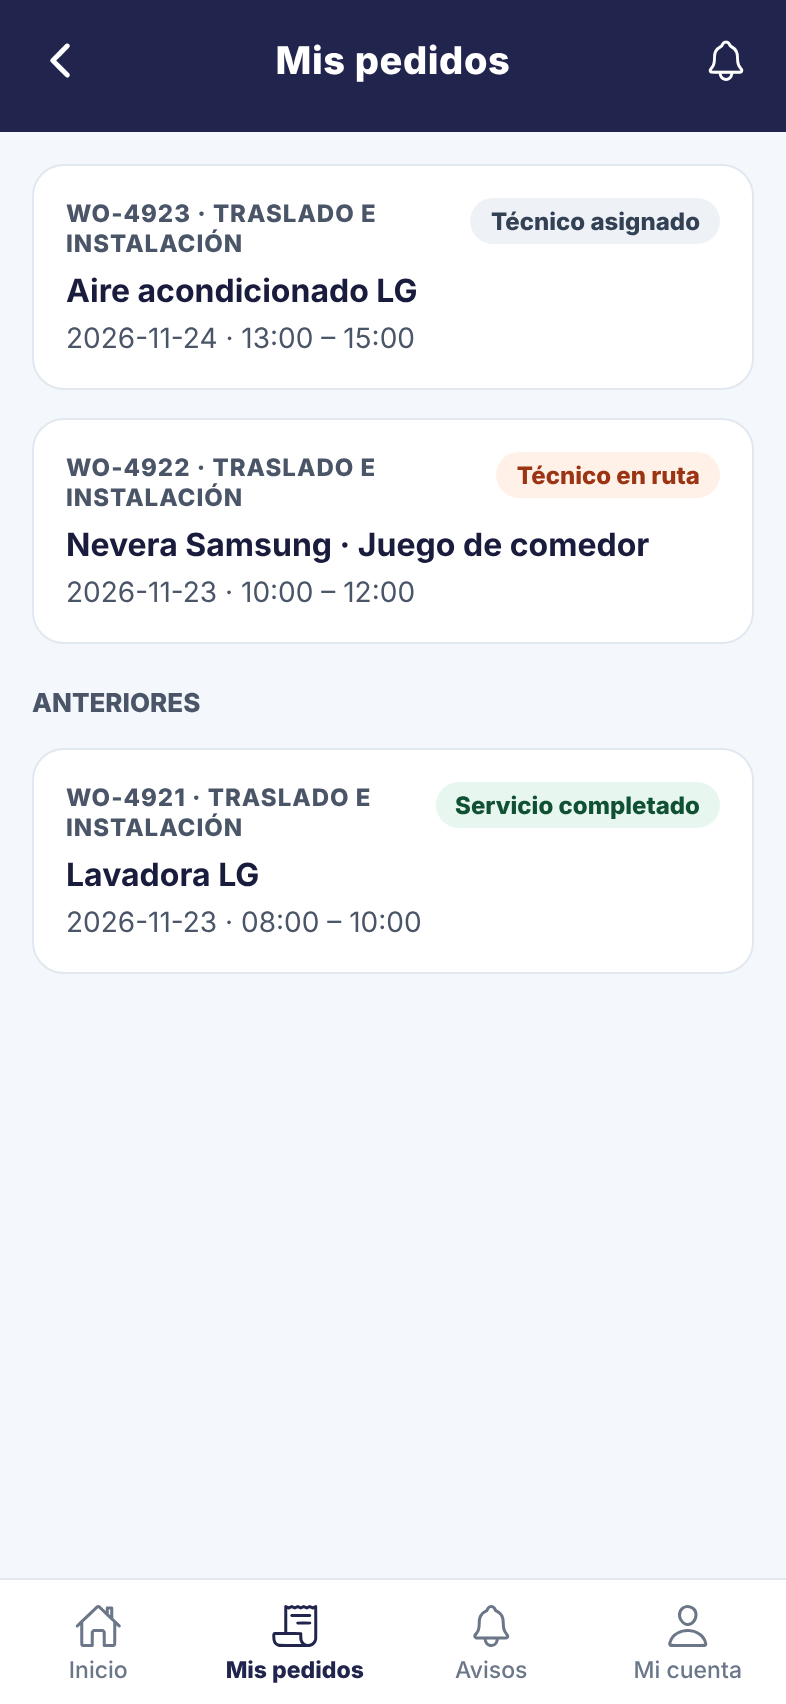 Mis pedidos
WO-4923 · TRASLADO E
INSTALACIÓN
Técnico asignado
Aire acondicionado LG
2026-11-24 · 13:00 – 15:00
WO-4922 · TRASLADO E
INSTALACIÓN
Técnico en ruta
Nevera Samsung · Juego de comedor
2026-11-23 · 10:00 – 12:00
ANTERIORES
WO-4921 · TRASLADO E
INSTALACIÓN
Servicio completado
Lavadora LG
2026-11-23 · 08:00 – 10:00
Inicio
Mis pedidos
Avisos
Mi cuenta